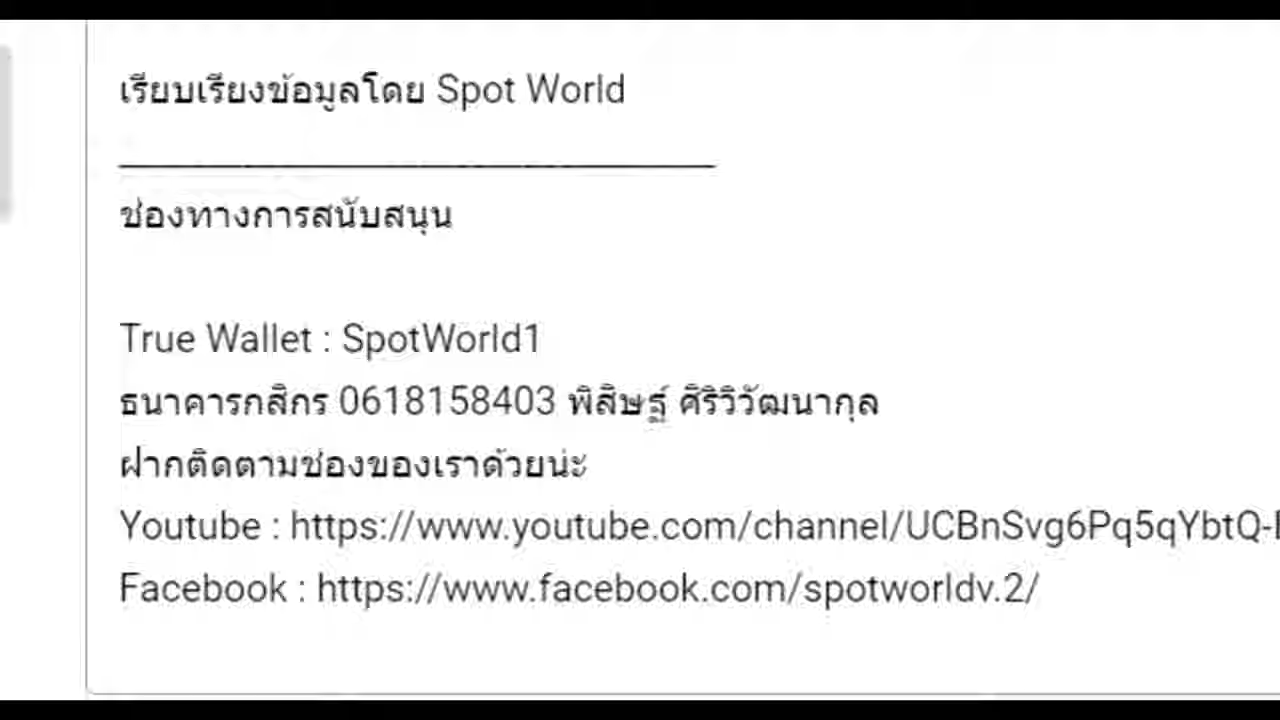 เรียบเรียงข้อมูลโดย Spot World
ช่องทางการสนับสนุน
True Wallet : SpotWorld1
ธนาคารกสิกร 0618158403 พิสิษฐ์ ศิริวิวัฒนากุล
ฝากติดตามช่องของเราด้วยน่ะ
Youtube : https://www.youtube.com/channel/UCBnSvg6Pq5qYbtQ-
Facebook : https://www.facebook.com/spotworldv.2/